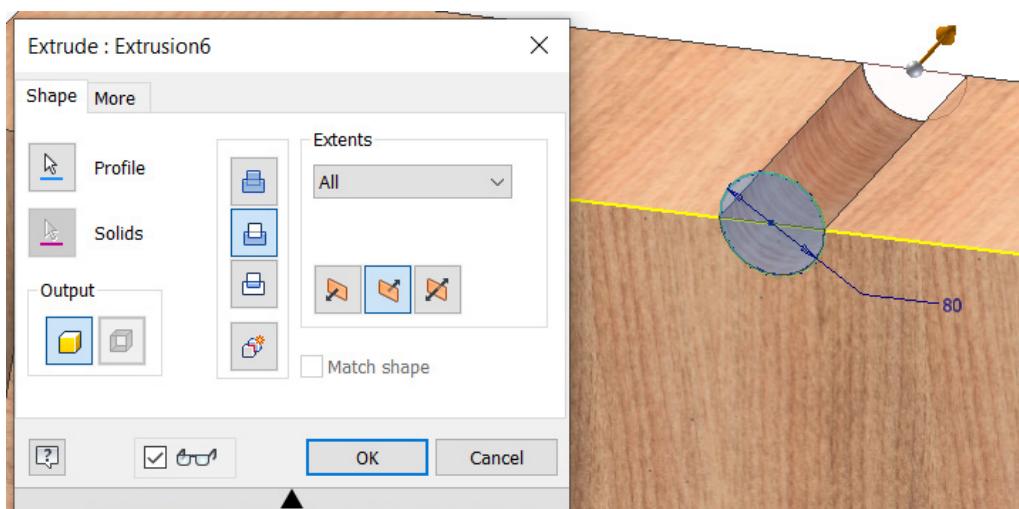 Extrude : Extrusion6
Shape More
Extents
Profile
All
Solids
Output
Match shape
OK Cancel
80